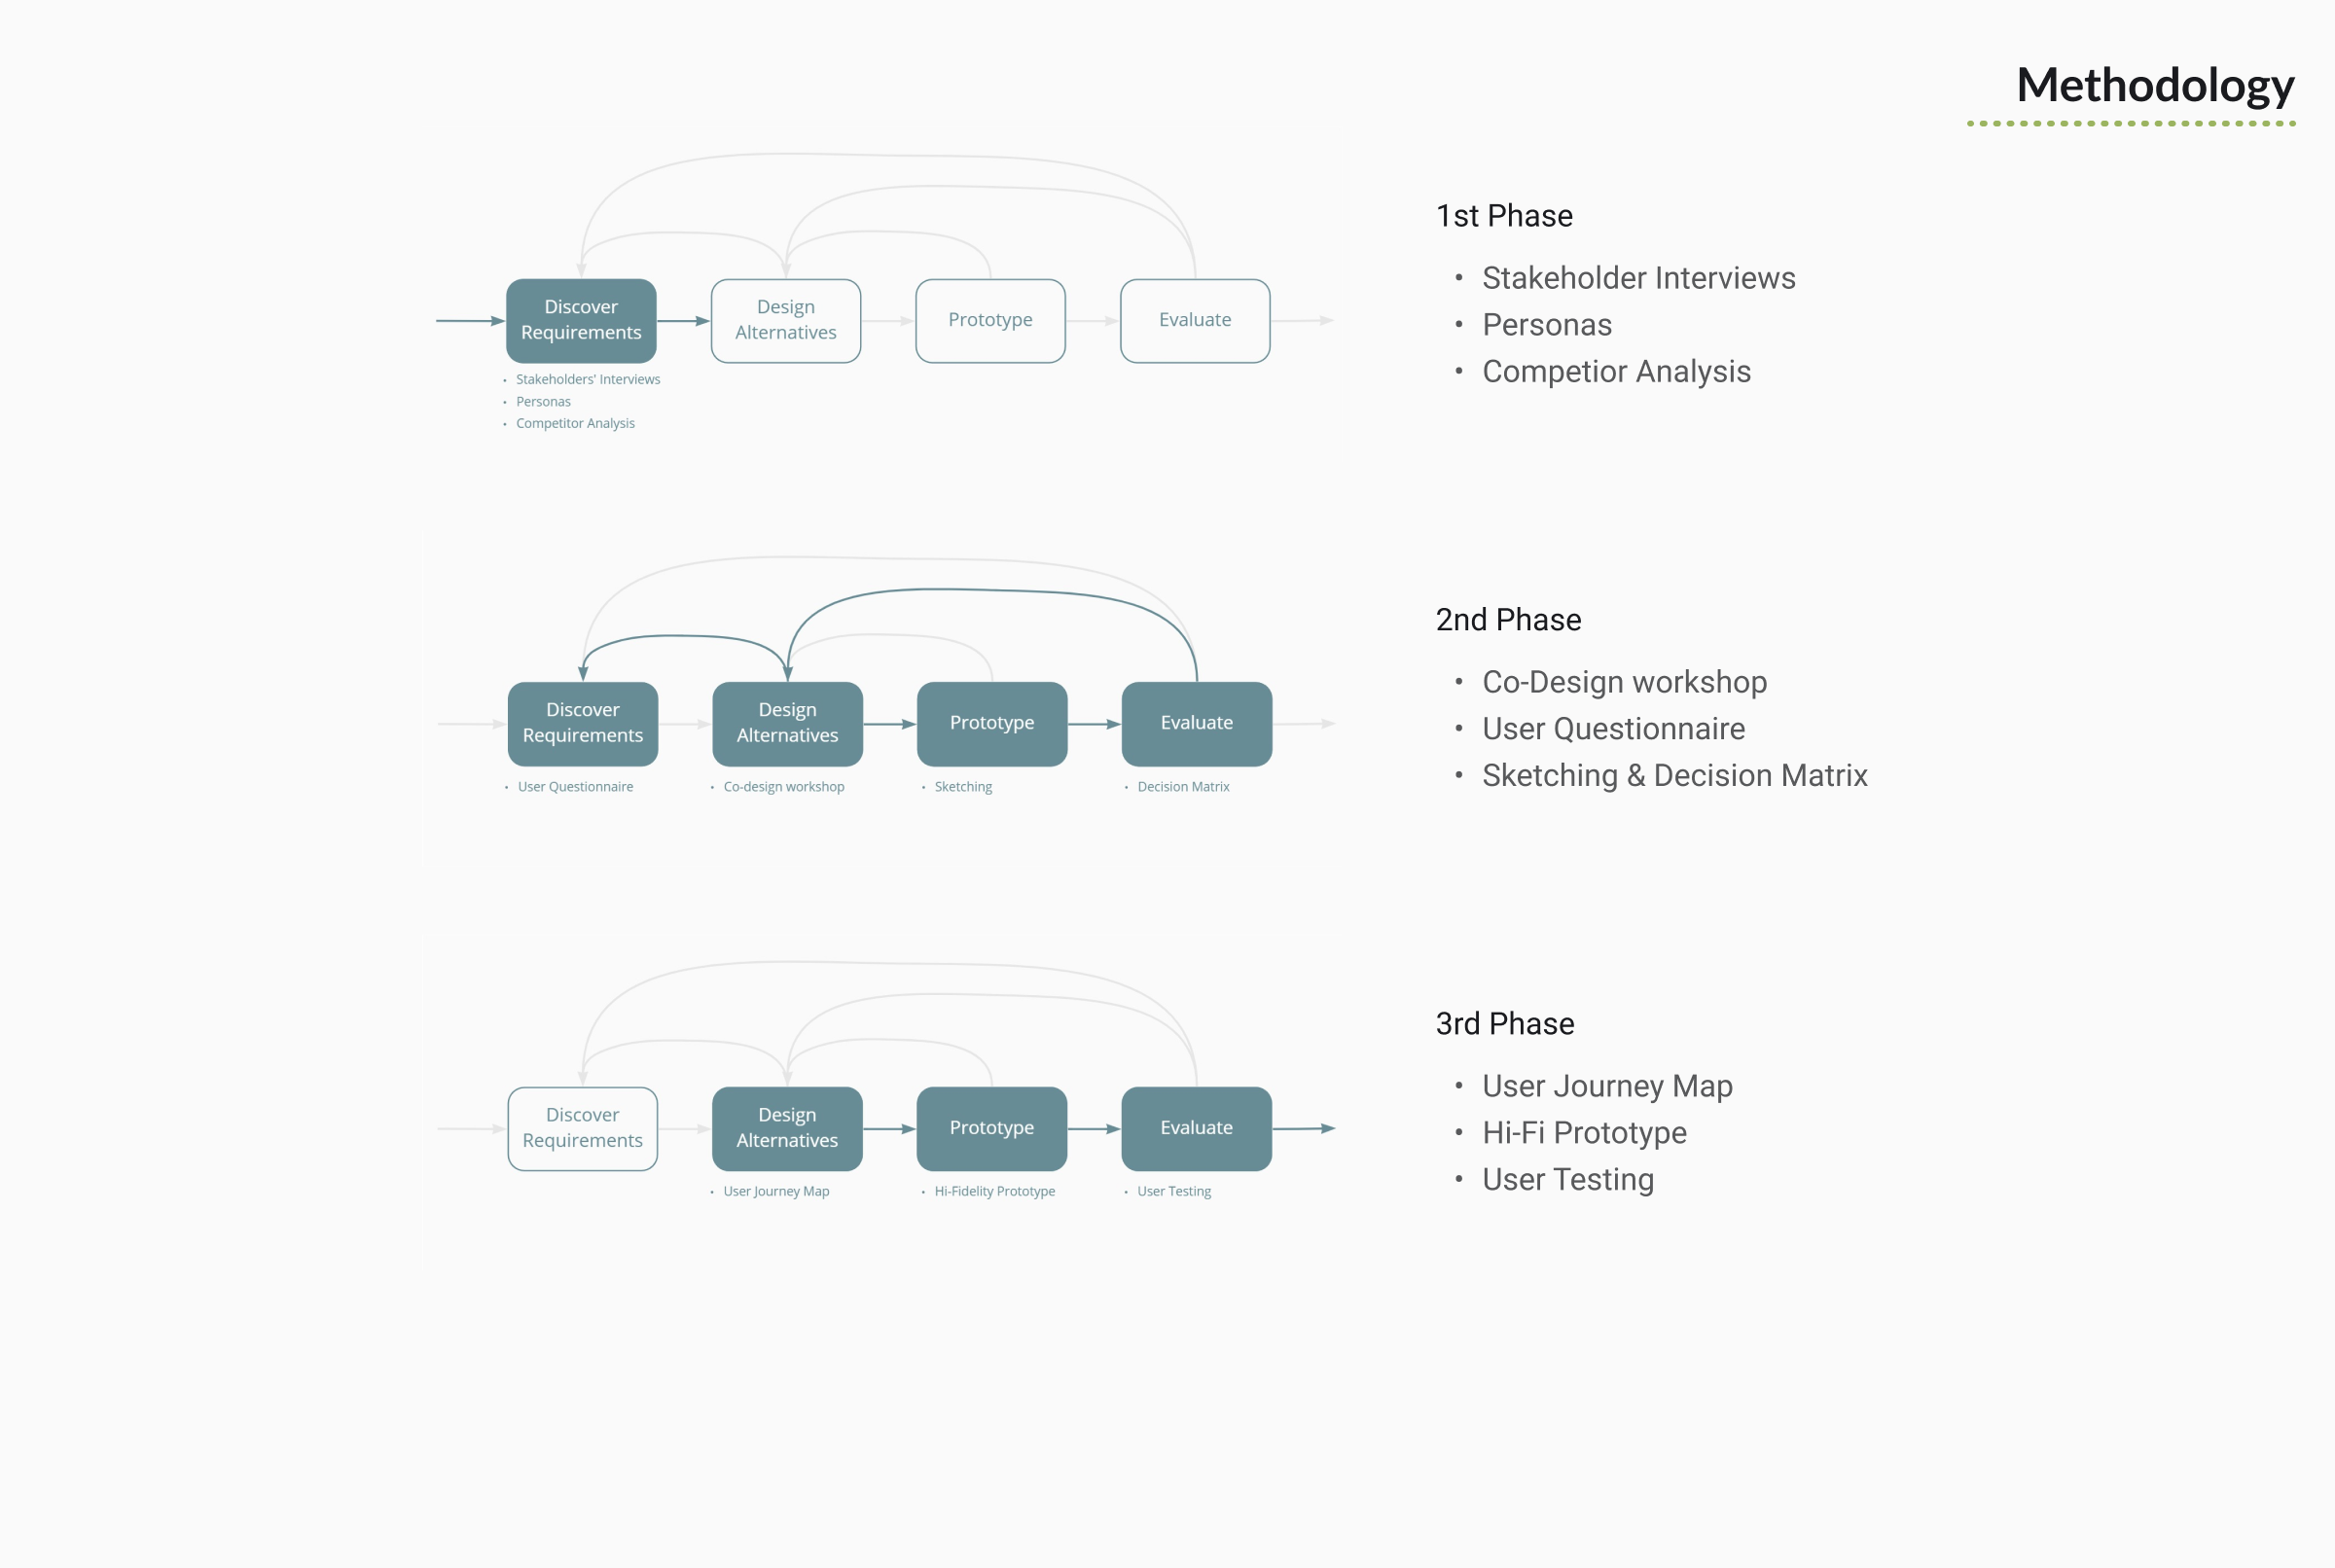 Methodology
Discover
Requirements
Design
Alternatives
Prototype
Evaluate
• Stakeholders' Interviews
• Personas
• Competitor Analysis
1st Phase
• Stakeholder Interviews
• Personas
• Competior Analysis
Discover
Requirements
Design
Alternatives
Prototype
Evaluate
• User Questionnaire
• Co-design workshop
• Sketching
• Decision Matrix
2nd Phase
• Co-Design workshop
• User Questionnaire
• Sketching & Decision Matrix
Discover
Requirements
Design
Alternatives
Prototype
Evaluate
• User Journey Map
• Hi-Fidelity Prototype
• User Testing
3rd Phase
• User Journey Map
• Hi-Fi Prototype
• User Testing